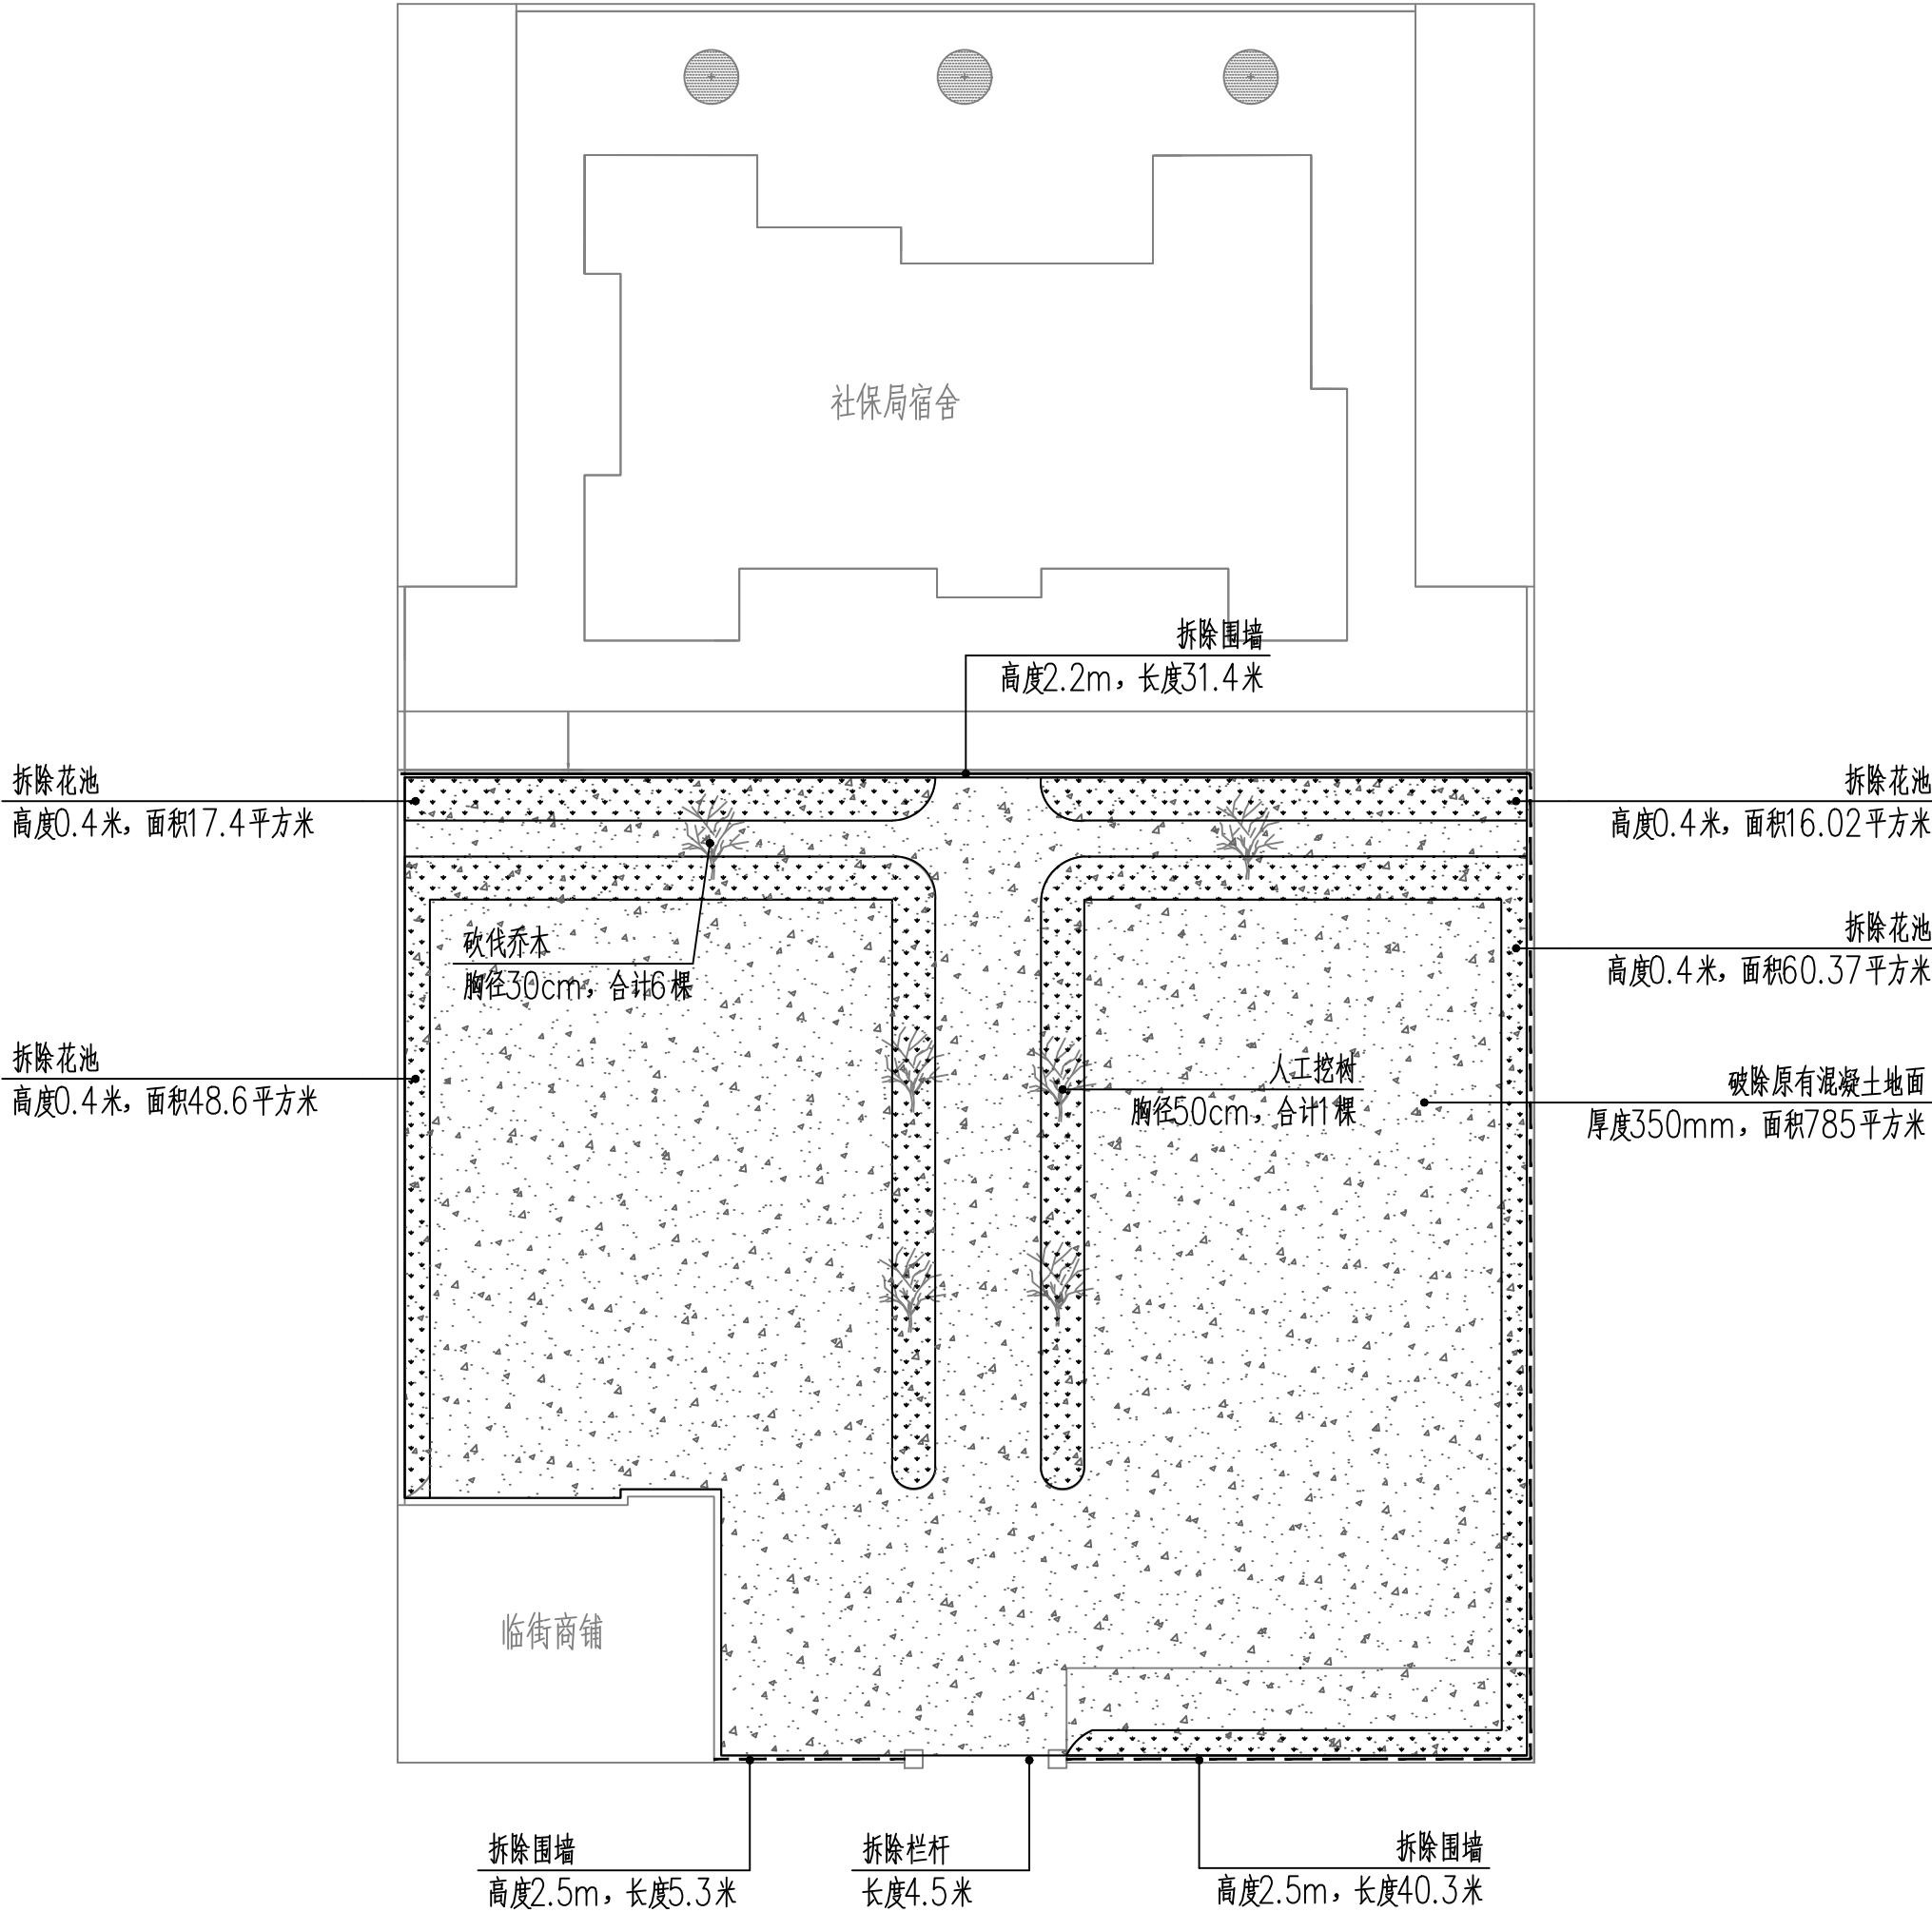 社保局宿舍
拆除围墙
高度2.2m，长度31.4米
拆除花池
高度0.4米，面积17.4平方米
拆除花池
高度0.4米，面积16.02平方米
砍伐乔木
胸径30cm，合计6棵
拆除花池
高度0.4米，面积60.37平方米
拆除花池
高度0.4米，面积48.6平方米
人工挖树
胸径50cm，合计1棵
破除原有混凝土地面
厚度350mm，面积785平方米
临街商铺
拆除围墙
高度2.5m，长度5.3米
拆除栏杆
长度4.5米
拆除围墙
高度2.5m，长度40.3米